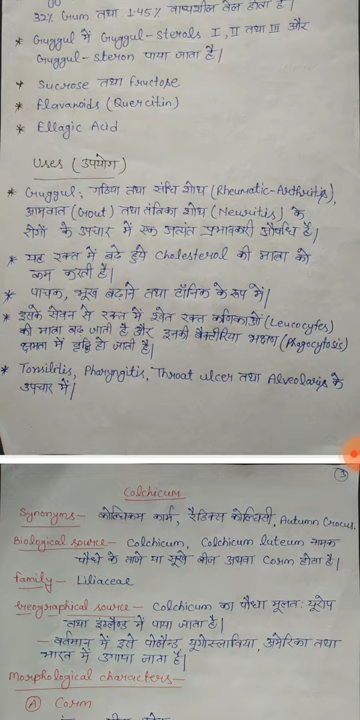 32% Gum तथा 1.45% वाष्पशील तेल होता है।
* Guggul में Guggul-sterols I, II तथा III और
Guggul-steron पाया जाता है।
* Sucrose तथा fructose
* Flavanoids (Quercitin)
* Ellagic Acid
Uses (उपयोग)
* Guggul, गठिया तथा संधि शोथ (Rheumatic-Arthritis),
आमवात (Gout) तथा तंत्रिका शोथ (Neuritis) के
रोगों के उपचार में एक अत्यंत प्रभावकारी औषधि है।
* यह रक्त में बढे हुये Cholesteral की मात्रा को
कम करती है।
* पाचक, भूख बढ़ाने तथा टॉनिक के रूप में।
* इसके सेवन से रक्त में श्वेत रक्त कणिकाओं (Leucocytes)
की मात्रा बढ़ जाती है और इनकी बैक्टीरिया भक्षण (Phagocytosis)
क्षमता में वृद्धि हो जाती है।
* Tonsilitis, Pharyngitis, Throat ulcer तथा Alveolaris के
उपचार में।
3
Colchicum
Synonyms- कोल्चिकम कार्म, रैडिक्स कोल्चिसी, Autumn Crocus.
Biological source- Colchicum, Colchicum luteum नामक
पौधे के ताजे या सूखे बीज अथवा Corm होता है।
family- Liliaceae
Geographical source- Colchicum का पौधा मूलतः यूरोप
तथा इंग्लैण्ड में पाया जाता है।
- वर्तमान में इसे पोलैण्ड, यूगोस्लाविया, अमेरिका तथा
भारत में उगाया जाता है।
Morphological characters-
A Corm